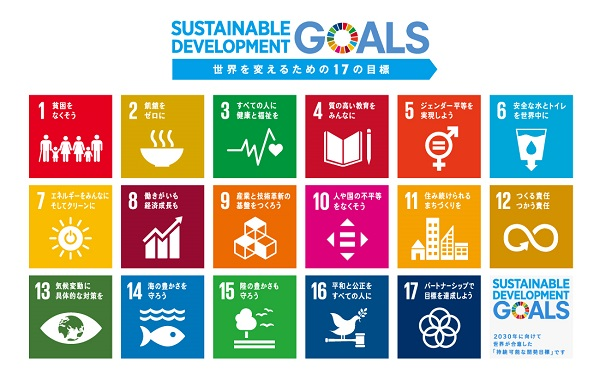 SUSTAINABLE
DEVELOPMENT
GOALS
世界を変えるための17の目標
1 貧困を
なくそう
2 飢餓を
ゼロに
3 すべての人に
健康と福祉を
4 質の高い教育を
みんなに
5 ジェンダー平等を
実現しよう
6 安全な水とトイレ
を世界中に
7 エネルギーをみんなに
そしてクリーンに
8 働きがいも
経済成長も
9 産業と技術革新の
基盤をつくろう
10 人や国の不平等
をなくそう
11 住み続けられる
まちづくりを
12 つくる責任
つかう責任
13 気候変動に
具体的な対策を
14 海の豊かさを
守ろう
15 陸の豊かさも
守ろう
16 平和と公正を
すべての人に
17 パートナーシップで
目標を達成しよう
SUSTAINABLE
DEVELOPMENT
GOALS
2030年に向けて
世界が合意した
「持続可能な開発目標」です